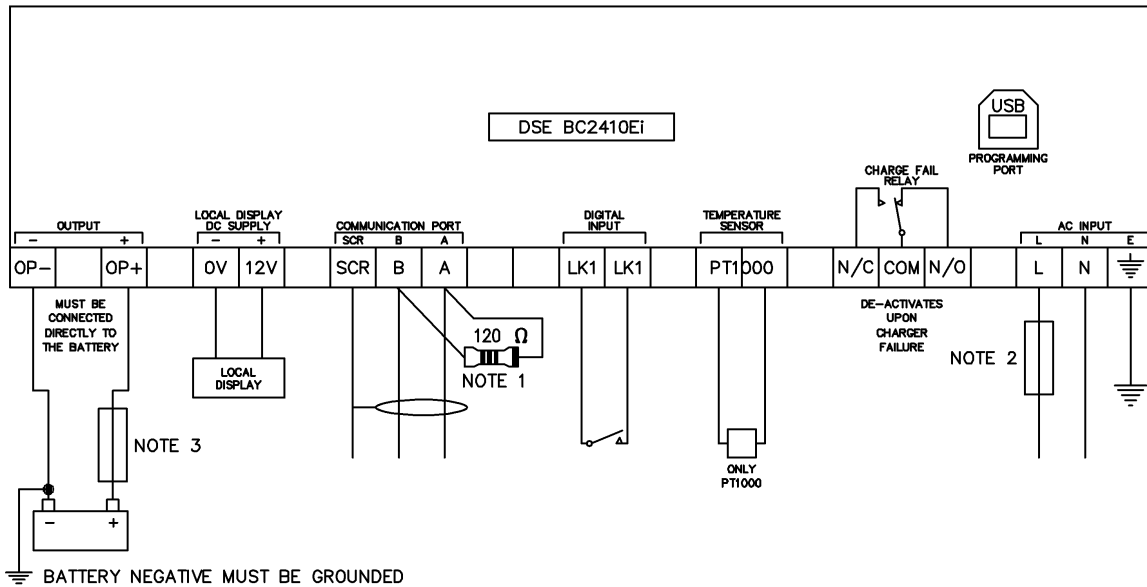 DSE BC2410Ei
USB
PROGRAMMING
PORT
CHARGE FAIL
RELAY
OUTPUT
− +
LOCAL DISPLAY
DC SUPPLY
− +
COMMUNICATION PORT
SCR B A
DIGITAL
INPUT
TEMPERATURE
SENSOR
AC INPUT
L N E
OP− OP+ 0V 12V SCR B A LK1 LK1 PT1000 N/C COM N/O L N
MUST BE
CONNECTED
DIRECTLY TO
THE BATTERY
LOCAL
DISPLAY
120 Ω
NOTE 1
DE-ACTIVATES
UPON
CHARGER
FAILURE
NOTE 2
NOTE 3
ONLY
PT1000
− +
BATTERY NEGATIVE MUST BE GROUNDED